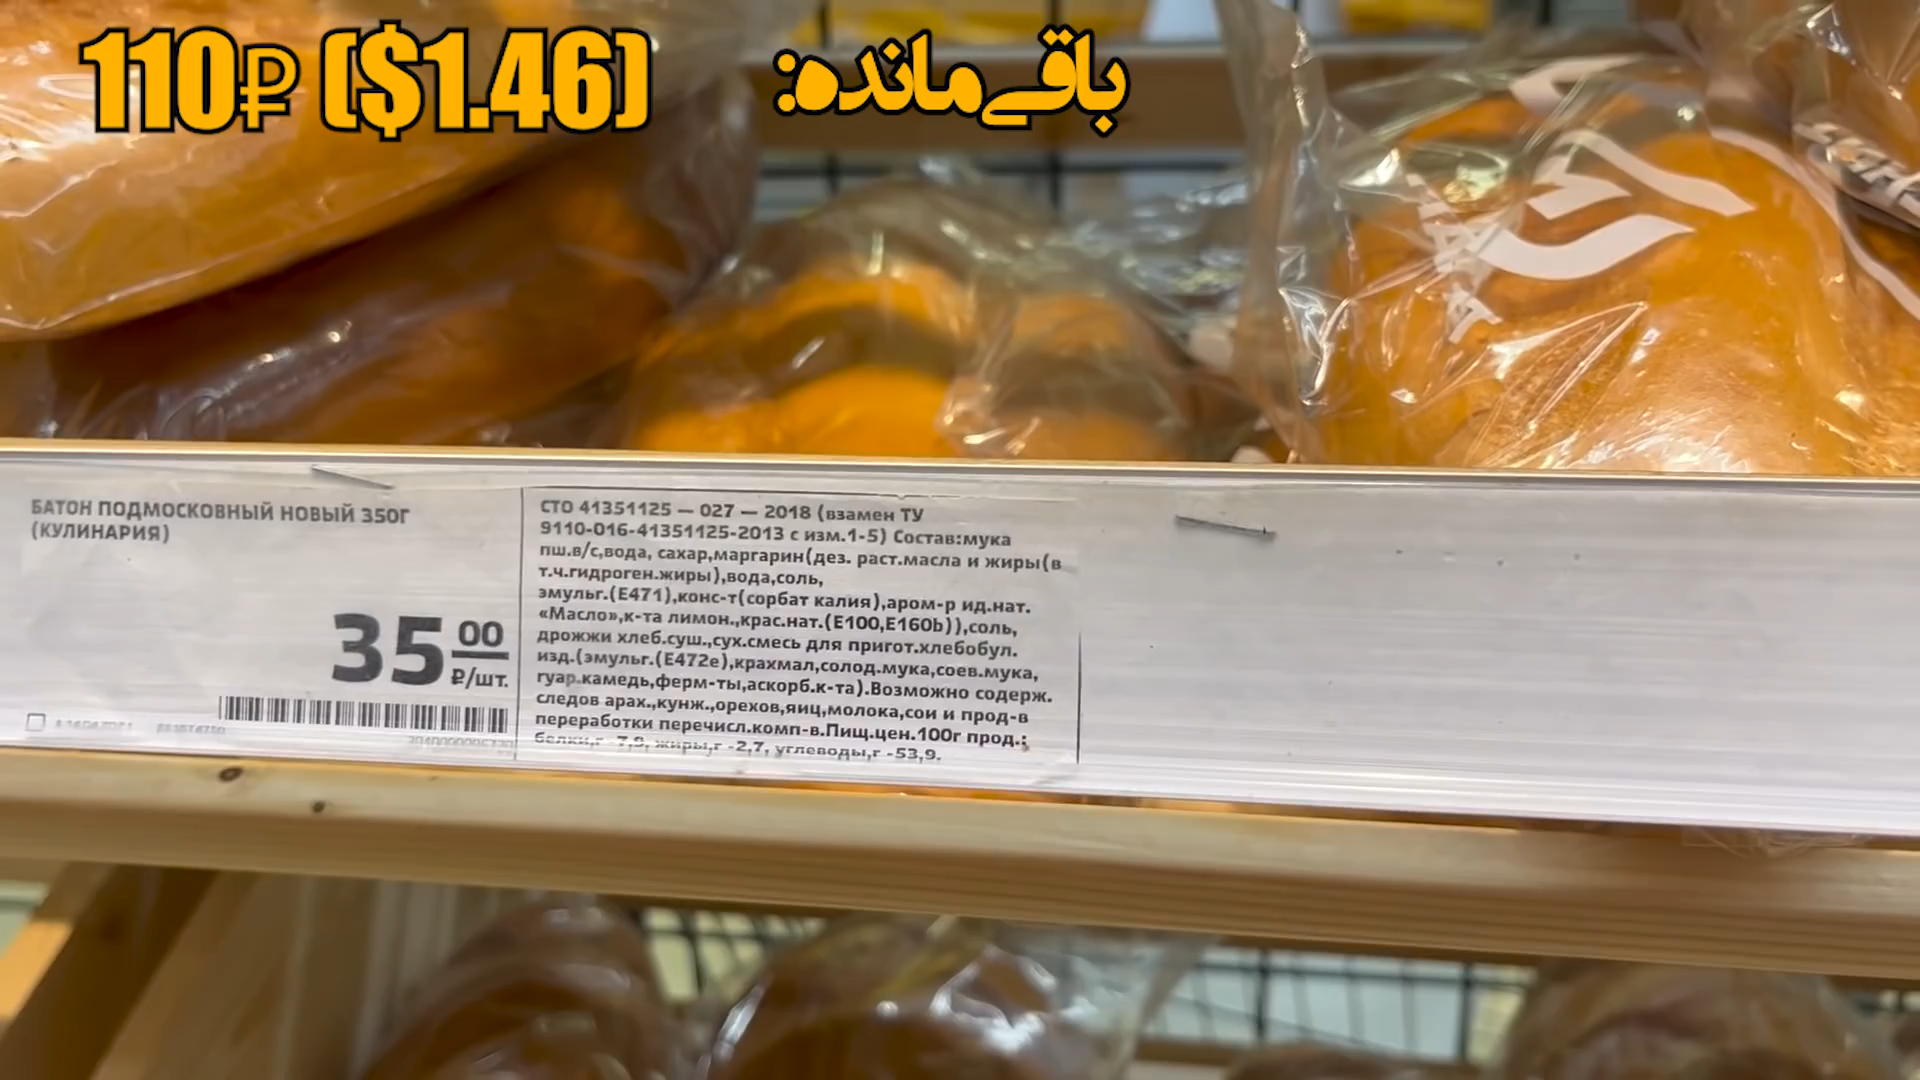 110₽ ($1.46)
باقی‌مانده:
БАТОН ПОДМОСКОВНЫЙ НОВЫЙ 350Г
(КУЛИНАРИЯ)
35 00
₽/шт.
СТО 41351125 — 027 — 2018 (взамен ТУ
9110-016-41351125-2013 с изм.1-5) Состав:мука
пш.в/с,вода, сахар,маргарин(дез. раст.масла и жиры(в
т.ч.гидроген.жиры),вода,соль,
эмульг.(Е471),конс-т(сорбат калия),аром-р ид.нат.
«Масло»,к-та лимон.,крас.нат.(Е100,Е160b)),соль,
дрожжи хлеб.суш.,сух.смесь для пригот.хлебобул.
изд.(эмульг.(Е472е),крахмал,солод.мука,соев.мука,
гуар.камедь,ферм-ты,аскорб.к-та).Возможно содерж.
следов арах.,кунж.,орехов,яиц,молока,сои и прод-в
переработки перечисл.комп-в.Пищ.цен.100г прод.:
белки,г -7,9, жиры,г -2,7, углеводы,г -53,9.